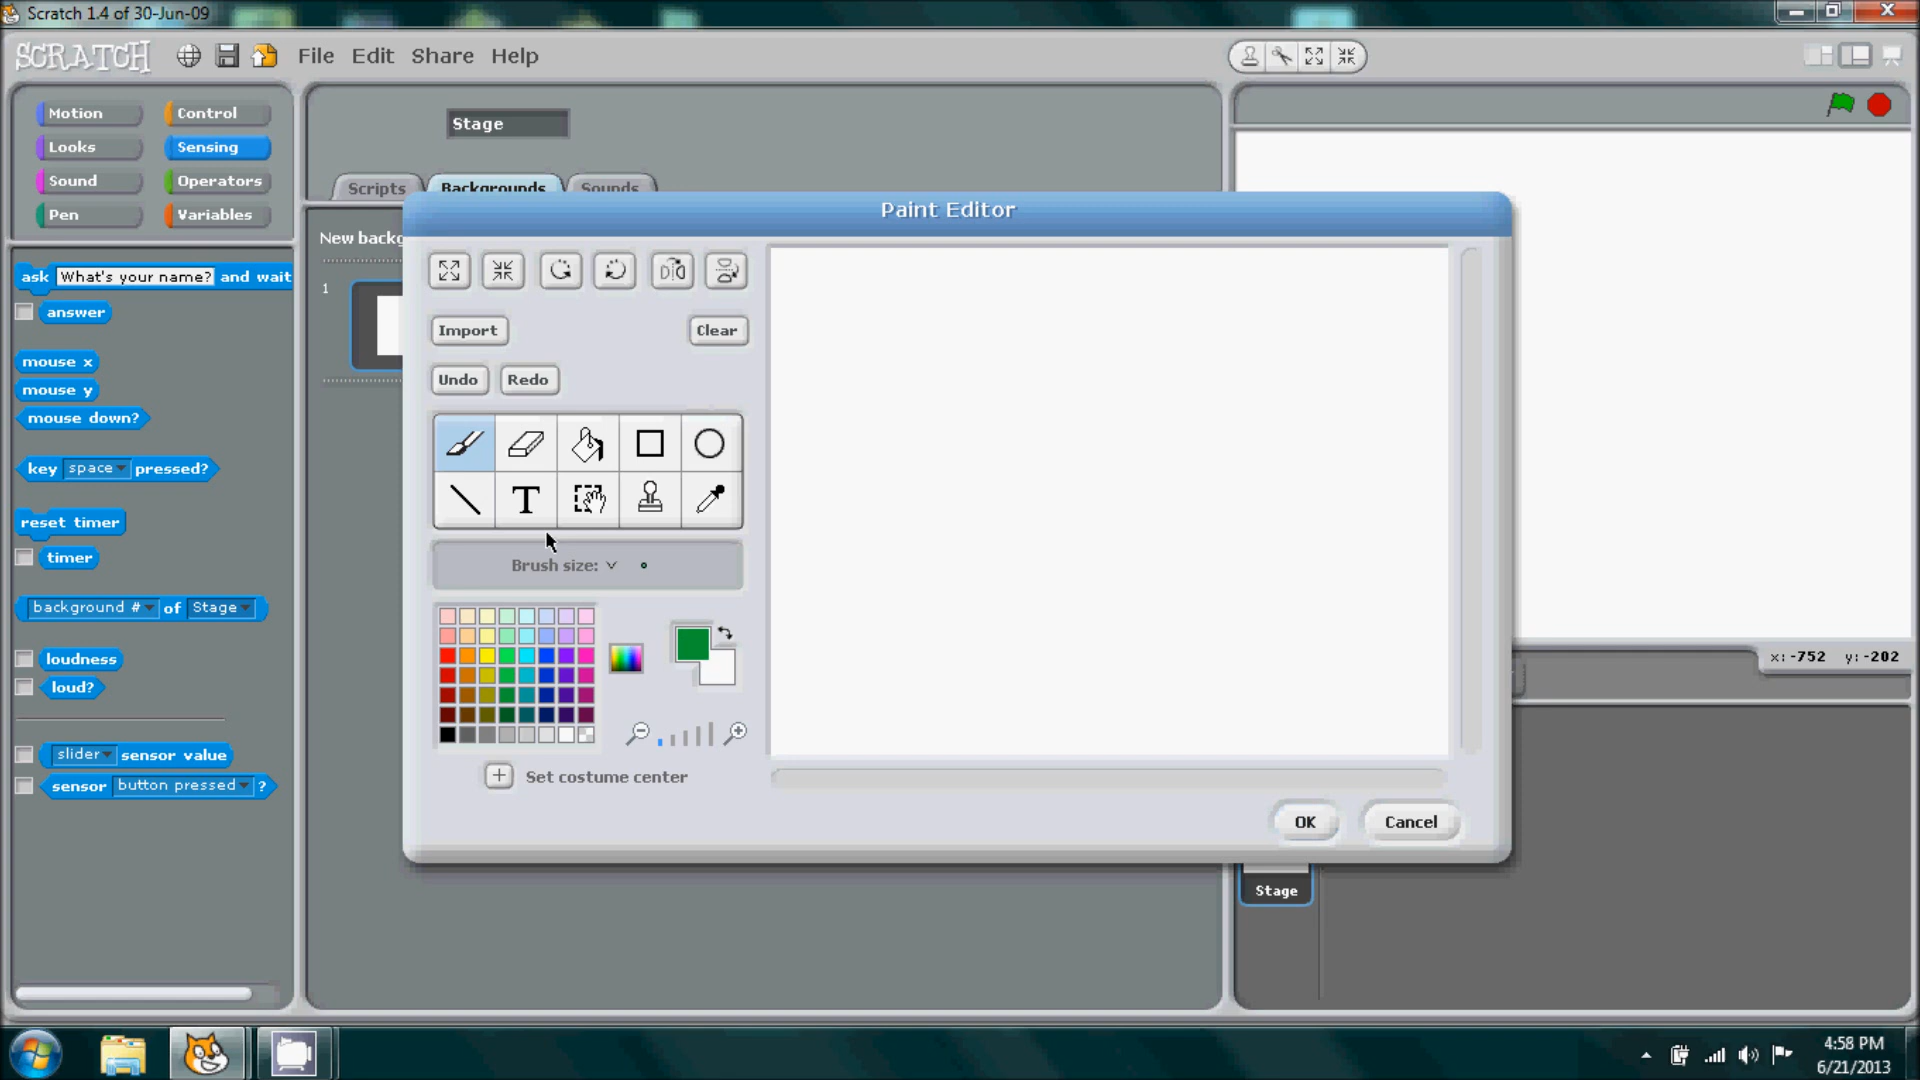 Scratch 1.4 of 30-Jun-09
SCRATCH
File Edit Share Help
Motion Control
Looks Sensing
Sound Operators
Pen Variables
ask What's your name? and wait
answer
mouse x
mouse y
mouse down?
key space pressed?
reset timer
timer
background # of Stage
loudness
loud?
slider sensor value
sensor button pressed ?
Stage
Scripts Backgrounds Sounds
New backg
1
Paint Editor
Import Clear
Undo Redo
T
Brush size:
Set costume center
OK Cancel
x: -752 y: -202
Stage
4:58 PM
6/21/2013